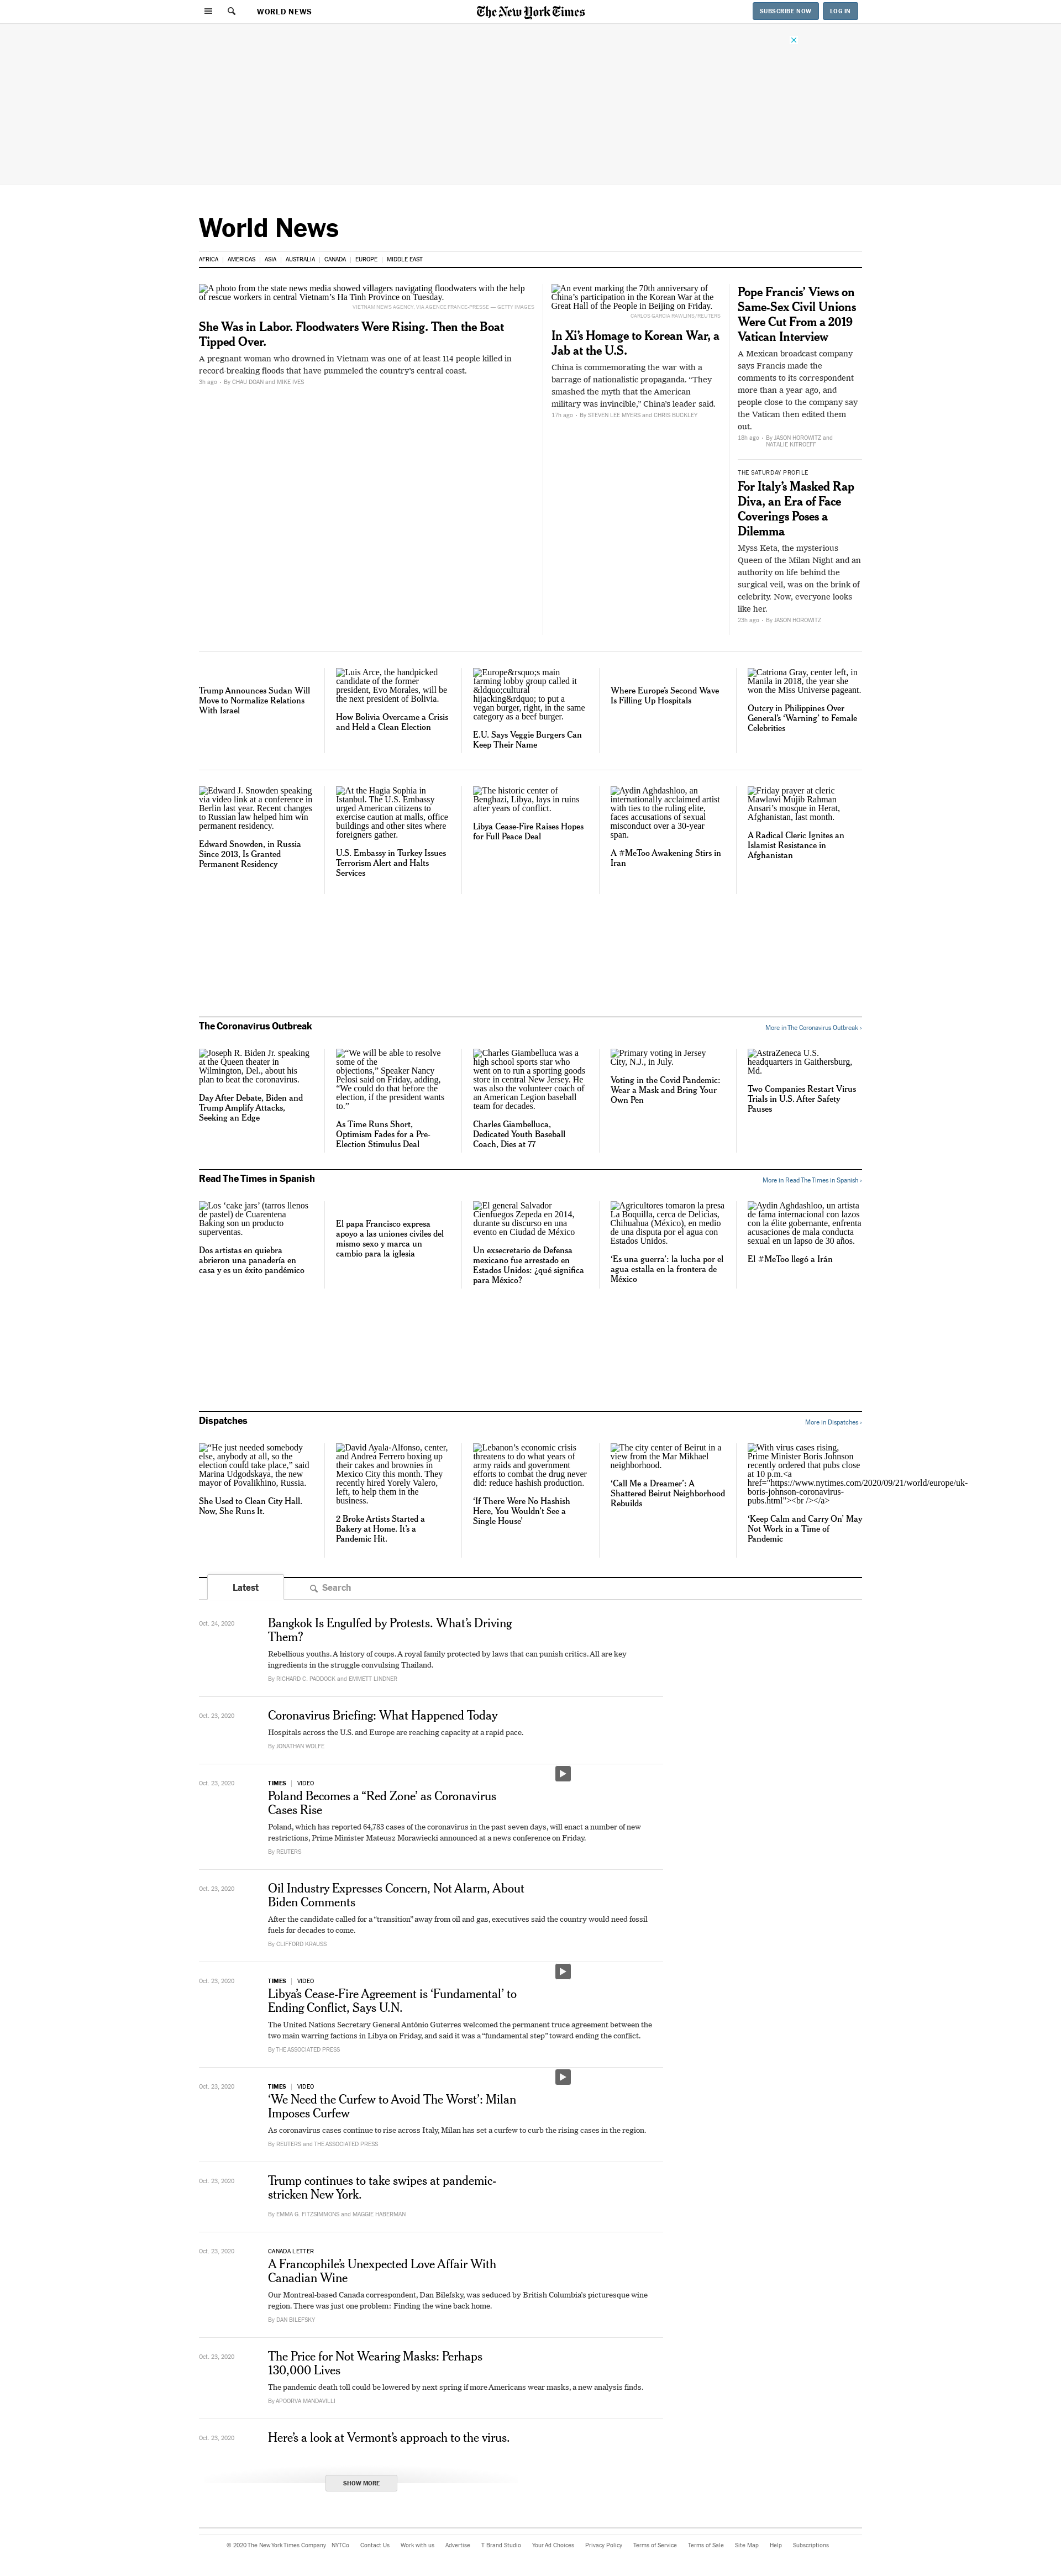 WORLD NEWS
The New York Times
SUBSCRIBE NOW
LOG IN
World News
AFRICA
AMERICAS
ASIA
AUSTRALIA
CANADA
EUROPE
MIDDLE EAST
A photo from the state news media showed villagers navigating floodwaters with the help
of rescue workers in central Vietnam's Ha Tinh Province on Tuesday.
VIETNAM NEWS AGENCY, VIA AGENCE FRANCE-PRESSE — GETTY IMAGES
She Was in Labor. Floodwaters Were Rising. Then the Boat
Tipped Over.
A pregnant woman who drowned in Vietnam was one of at least 114 people killed in
record-breaking floods that have pummeled the country's central coast.
3h ago · By CHAU DOAN and MIKE IVES
An event marking the 70th anniversary of
China's participation in the Korean War at the
Great Hall of the People in Beijing on Friday.
CARLOS GARCIA RAWLINS/REUTERS
In Xi's Homage to Korean War, a
Jab at the U.S.
China is commemorating the war with a
barrage of nationalistic propaganda. “They
smashed the myth that the American
military was invincible,” China's leader said.
17h ago · By STEVEN LEE MYERS and CHRIS BUCKLEY
Pope Francis' Views on
Same-Sex Civil Unions
Were Cut From a 2019
Vatican Interview
A Mexican broadcast company
says Francis made the
comments to its correspondent
more than a year ago, and
people close to the company say
the Vatican then edited them
out.
18h ago · By JASON HOROWITZ and
NATALIE KITROEFF
THE SATURDAY PROFILE
For Italy's Masked Rap
Diva, an Era of Face
Coverings Poses a
Dilemma
Myss Keta, the mysterious
Queen of the Milan Night and an
authority on life behind the
surgical veil, was on the brink of
celebrity. Now, everyone looks
like her.
23h ago · By JASON HOROWITZ
Trump Announces Sudan Will
Move to Normalize Relations
With Israel
Luis Arce, the handpicked
candidate of the former
president, Evo Morales, will be
the next president of Bolivia.
How Bolivia Overcame a Crisis
and Held a Clean Election
Europe&rsquo;s main
farming lobby group called it
&ldquo;cultural
hijacking&rdquo; to put a
vegan burger, right, in the same
category as a beef burger.
E.U. Says Veggie Burgers Can
Keep Their Name
Where Europe's Second Wave
Is Filling Up Hospitals
Catriona Gray, center left, in
Manila in 2018, the year she
won the Miss Universe pageant.
Outcry in Philippines Over
General's ‘Warning’ to Female
Celebrities
Edward J. Snowden speaking
via video link at a conference in
Berlin last year. Recent changes
to Russian law helped him win
permanent residency.
Edward Snowden, in Russia
Since 2013, Is Granted
Permanent Residency
At the Hagia Sophia in
Istanbul. The U.S. Embassy
urged American citizens to
exercise caution at malls, office
buildings and other sites where
foreigners gather.
U.S. Embassy in Turkey Issues
Terrorism Alert and Halts
Services
The historic center of
Benghazi, Libya, lays in ruins
after years of conflict.
Libya Cease-Fire Raises Hopes
for Full Peace Deal
Aydin Aghdashloo, an
internationally acclaimed artist
with ties to the ruling elite,
faces accusations of sexual
misconduct over a 30-year
span.
A #MeToo Awakening Stirs in
Iran
Friday prayer at cleric
Mawlawi Mujib Rahman
Ansari's mosque in Herat,
Afghanistan, last month.
A Radical Cleric Ignites an
Islamist Resistance in
Afghanistan
The Coronavirus Outbreak
More in The Coronavirus Outbreak ›
Joseph R. Biden Jr. speaking
at the Queen theater in
Wilmington, Del., about his
plan to beat the coronavirus.
Day After Debate, Biden and
Trump Amplify Attacks,
Seeking an Edge
“We will be able to resolve
some of the
objections,” Speaker Nancy
Pelosi said on Friday, adding,
“We could do that before the
election, if the president wants
to.”
As Time Runs Short,
Optimism Fades for a Pre-
Election Stimulus Deal
Charles Giambelluca was a
high school sports star who
went on to run a sporting goods
store in central New Jersey. He
was also the volunteer coach of
an American Legion baseball
team for decades.
Charles Giambelluca,
Dedicated Youth Baseball
Coach, Dies at 77
Primary voting in Jersey
City, N.J., in July.
Voting in the Covid Pandemic:
Wear a Mask and Bring Your
Own Pen
AstraZeneca U.S.
headquarters in Gaithersburg,
Md.
Two Companies Restart Virus
Trials in U.S. After Safety
Pauses
Read The Times in Spanish
More in Read The Times in Spanish ›
Los ‘cake jars’ (tarros llenos
de pastel) de Cuarentena
Baking son un producto
superventas.
Dos artistas en quiebra
abrieron una panadería en
casa y es un éxito pandémico
El papa Francisco expresa
apoyo a las uniones civiles del
mismo sexo y marca un
cambio para la iglesia
El general Salvador
Cienfuegos Zepeda en 2014,
durante su discurso en una
evento en Ciudad de México
Un exsecretario de Defensa
mexicano fue arrestado en
Estados Unidos: ¿qué significa
para México?
Agricultores tomaron la presa
La Boquilla, cerca de Delicias,
Chihuahua (México), en medio
de una disputa por el agua con
Estados Unidos.
‘Es una guerra’: la lucha por el
agua estalla en la frontera de
México
Aydin Aghdashloo, un artista
de fama internacional con lazos
con la élite gobernante, enfrenta
acusaciones de mala conducta
sexual en un lapso de 30 años.
El #MeToo llegó a Irán
Dispatches
More in Dispatches ›
“He just needed somebody
else, anybody at all, so the
election could take place,” said
Marina Udgodskaya, the new
mayor of Povalikhino, Russia.
She Used to Clean City Hall.
Now, She Runs It.
David Ayala-Alfonso, center,
and Andrea Ferrero boxing up
their cakes and brownies in
Mexico City this month. They
recently hired Yorely Valero,
left, to help them in the
business.
2 Broke Artists Started a
Bakery at Home. It's a
Pandemic Hit.
Lebanon's economic crisis
threatens to do what years of
army raids and government
efforts to combat the drug never
did: reduce hashish production.
‘If There Were No Hashish
Here, You Wouldn't See a
Single House’
The city center of Beirut in a
view from the Mar Mikhael
neighborhood.
‘Call Me a Dreamer’: A
Shattered Beirut Neighborhood
Rebuilds
With virus cases rising,
Prime Minister Boris Johnson
recently ordered that pubs close
at 10 p.m.<a
href="https://www.nytimes.com/2020/09/21/world/europe/uk-
boris-johnson-coronavirus-
pubs.html"><br /></a>
‘Keep Calm and Carry On’ May
Not Work in a Time of
Pandemic
Latest
Search
Oct. 24, 2020
Bangkok Is Engulfed by Protests. What's Driving
Them?
Rebellious youths. A history of coups. A royal family protected by laws that can punish critics. All are key
ingredients in the struggle convulsing Thailand.
By RICHARD C. PADDOCK and EMMETT LINDNER
Oct. 23, 2020
Coronavirus Briefing: What Happened Today
Hospitals across the U.S. and Europe are reaching capacity at a rapid pace.
By JONATHAN WOLFE
Oct. 23, 2020
TIMES | VIDEO
Poland Becomes a “Red Zone’ as Coronavirus
Cases Rise
Poland, which has reported 64,783 cases of the coronavirus in the past seven days, will enact a number of new
restrictions, Prime Minister Mateusz Morawiecki announced at a news conference on Friday.
By REUTERS
Oct. 23, 2020
Oil Industry Expresses Concern, Not Alarm, About
Biden Comments
After the candidate called for a “transition” away from oil and gas, executives said the country would need fossil
fuels for decades to come.
By CLIFFORD KRAUSS
Oct. 23, 2020
TIMES | VIDEO
Libya's Cease-Fire Agreement is ‘Fundamental’ to
Ending Conflict, Says U.N.
The United Nations Secretary General António Guterres welcomed the permanent truce agreement between the
two main warring factions in Libya on Friday, and said it was a “fundamental step” toward ending the conflict.
By THE ASSOCIATED PRESS
Oct. 23, 2020
TIMES | VIDEO
‘We Need the Curfew to Avoid The Worst’: Milan
Imposes Curfew
As coronavirus cases continue to rise across Italy, Milan has set a curfew to curb the rising cases in the region.
By REUTERS and THE ASSOCIATED PRESS
Oct. 23, 2020
Trump continues to take swipes at pandemic-
stricken New York.
By EMMA G. FITZSIMMONS and MAGGIE HABERMAN
Oct. 23, 2020
CANADA LETTER
A Francophile's Unexpected Love Affair With
Canadian Wine
Our Montreal-based Canada correspondent, Dan Bilefsky, was seduced by British Columbia's picturesque wine
region. There was just one problem: Finding the wine back home.
By DAN BILEFSKY
Oct. 23, 2020
The Price for Not Wearing Masks: Perhaps
130,000 Lives
The pandemic death toll could be lowered by next spring if more Americans wear masks, a new analysis finds.
By APOORVA MANDAVILLI
Oct. 23, 2020
Here's a look at Vermont's approach to the virus.
SHOW MORE
© 2020 The New York Times Company
NYTCo
Contact Us
Work with us
Advertise
T Brand Studio
Your Ad Choices
Privacy Policy
Terms of Service
Terms of Sale
Site Map
Help
Subscriptions